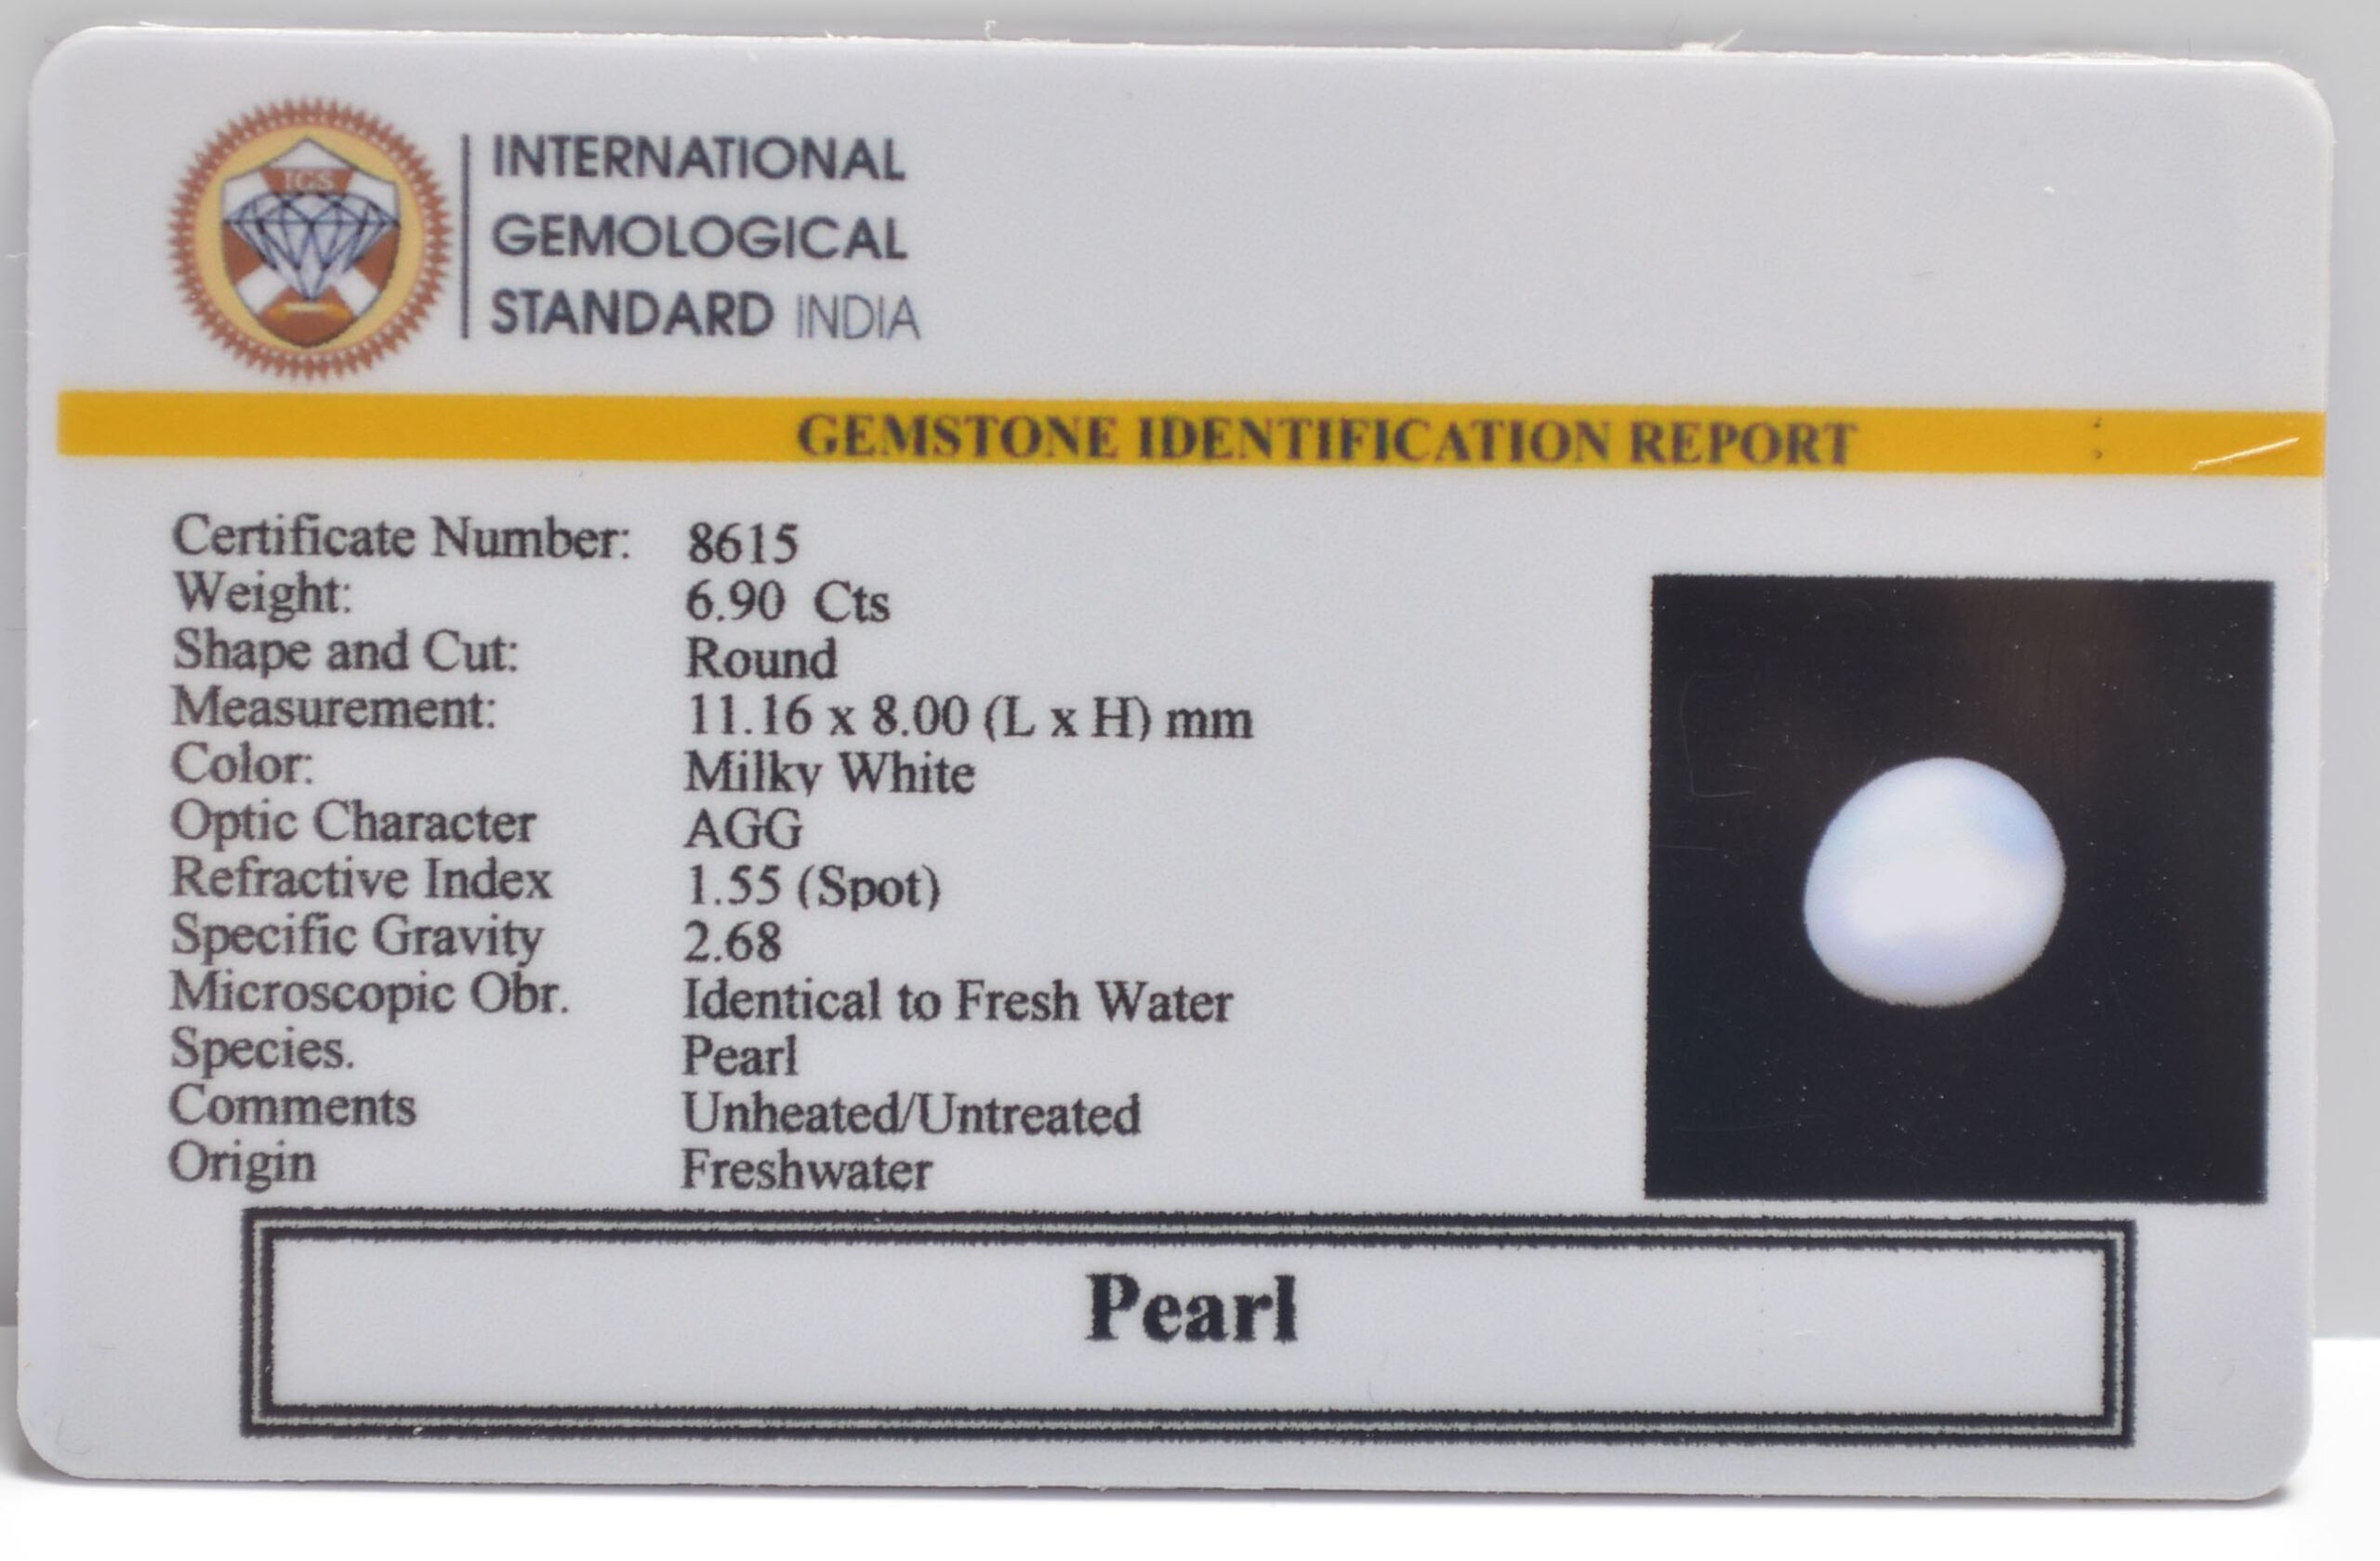 IGS
INTERNATIONAL
GEMOLOGICAL
STANDARD INDIA
GEMSTONE IDENTIFICATION REPORT
Certificate Number: 8615
Weight: 6.90 Cts
Shape and Cut: Round
Measurement: 11.16 x 8.00 (L x H) mm
Color: Milky White
Optic Character AGG
Refractive Index 1.55 (Spot)
Specific Gravity 2.68
Microscopic Obr. Identical to Fresh Water
Species. Pearl
Comments Unheated/Untreated
Origin Freshwater
Pearl